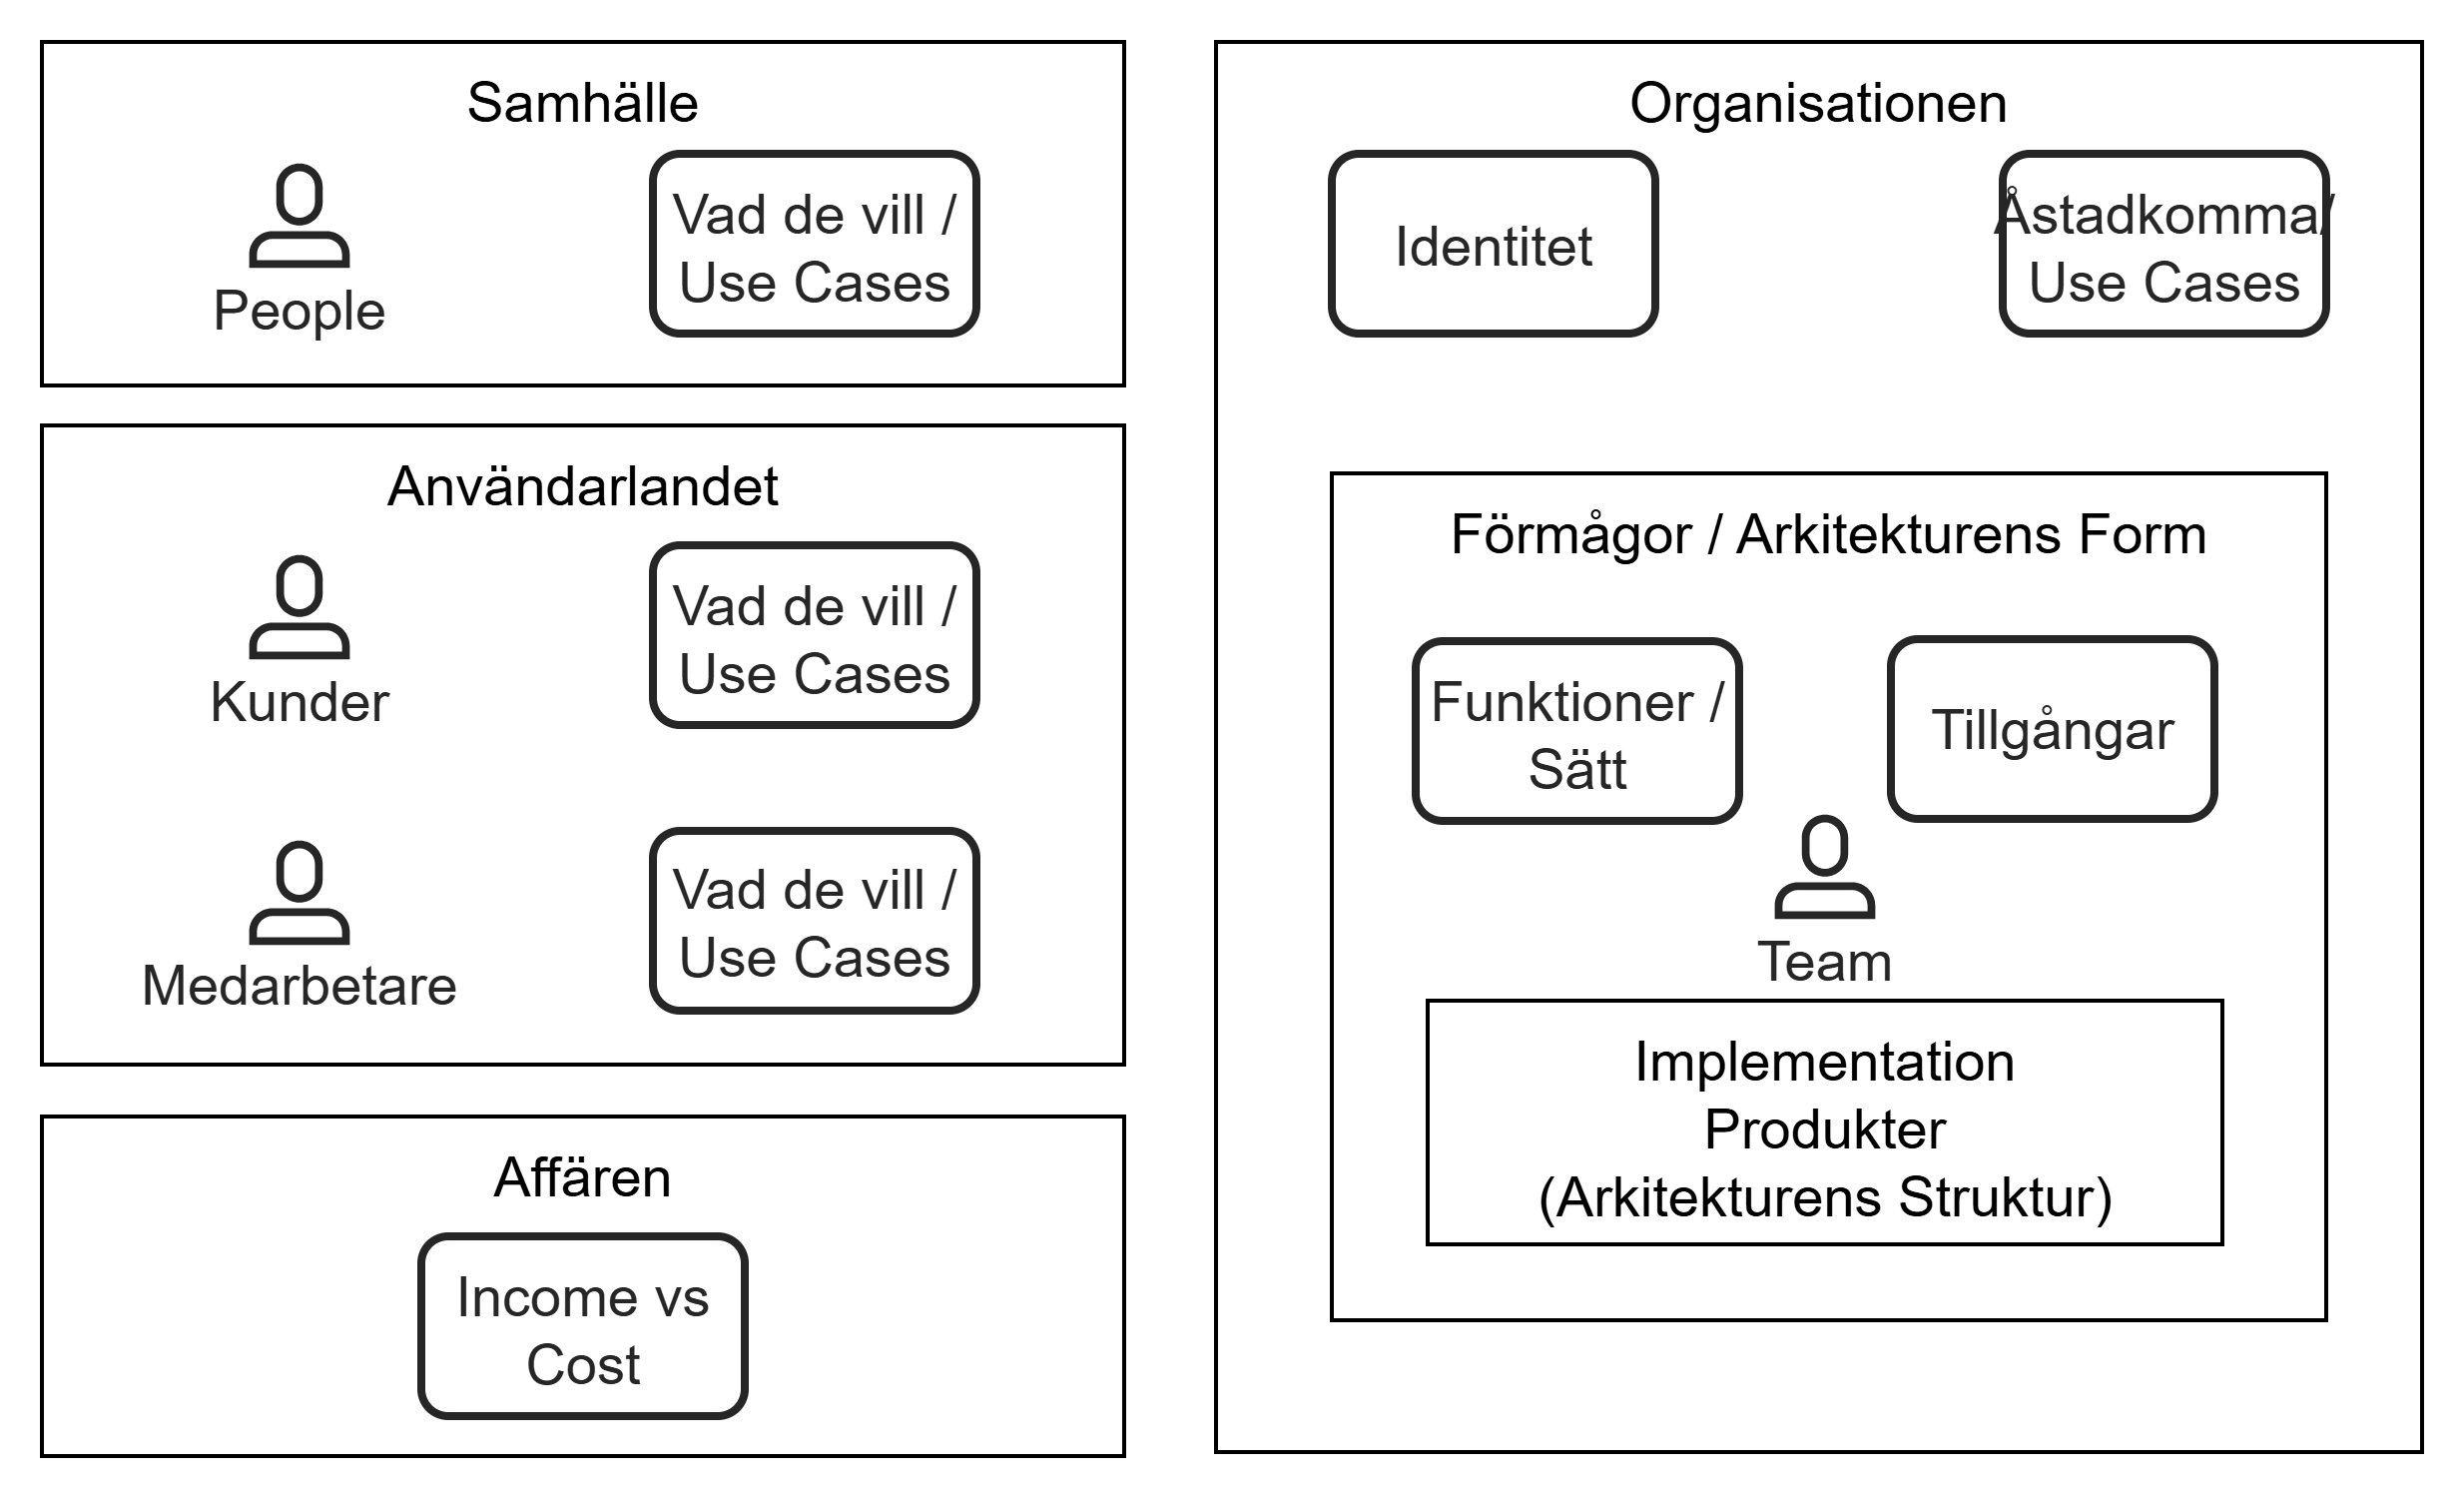 Samhälle
People
Vad de vill /
Use Cases
Användarlandet
Kunder
Vad de vill /
Use Cases
Medarbetare
Vad de vill /
Use Cases
Affären
Income vs
Cost
Organisationen
Identitet
Åstadkomma/
Use Cases
Förmågor / Arkitekturens Form
Funktioner /
Sätt
Tillgångar
Team
Implementation
Produkter
(Arkitekturens Struktur)